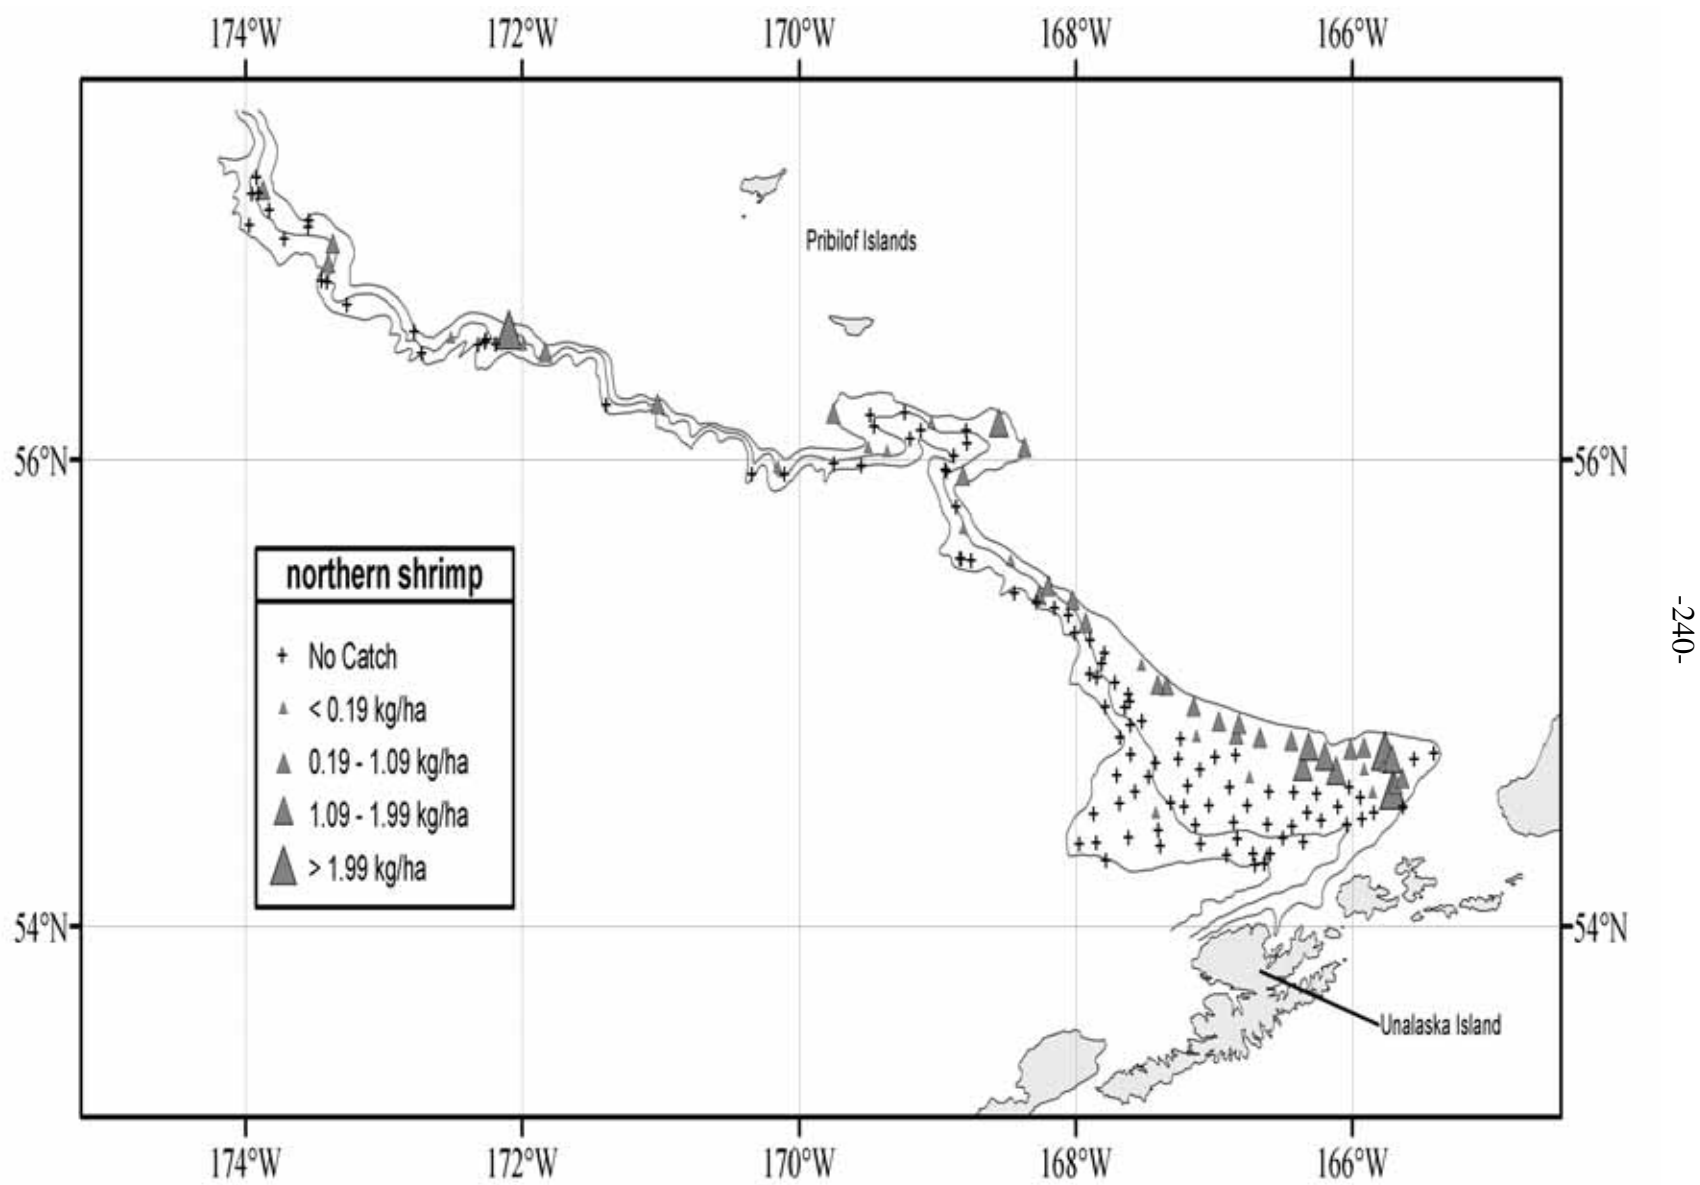 174°W 172°W 170°W 168°W 166°W
Pribilof Islands
56°N 56°N
northern shrimp
No Catch
< 0.19 kg/ha
0.19 - 1.09 kg/ha
1.09 - 1.99 kg/ha
> 1.99 kg/ha
54°N 54°N
Unalaska Island
174°W 172°W 170°W 168°W 166°W
-240-